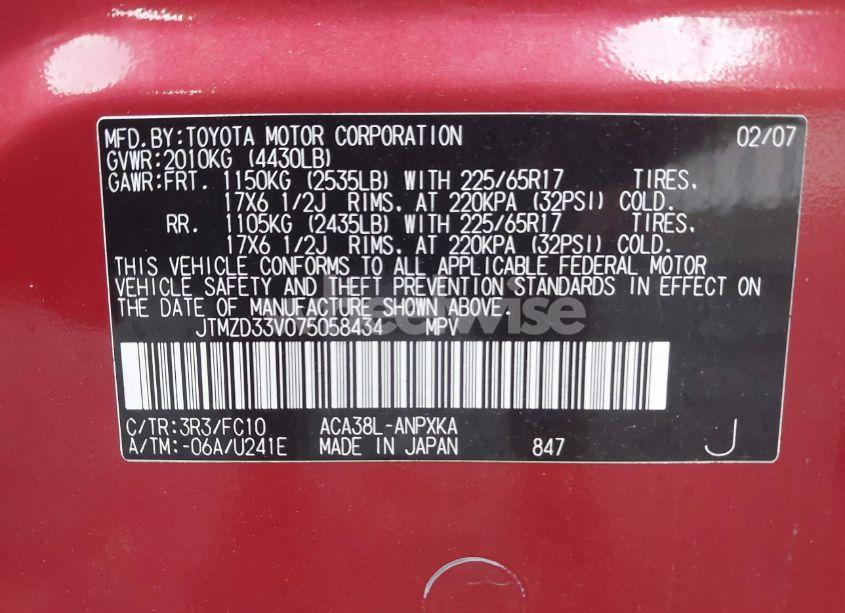 MFD.BY:TOYOTA MOTOR CORPORATION 02/07
GVWR:2010KG (4430LB)
GAWR:FRT. 1150KG (2535LB) WITH 225/65R17 TIRES.
17X6 1/2J RIMS. AT 220KPA (32PSI) COLD.
RR. 1105KG (2435LB) WITH 225/65R17 TIRES.
17X6 1/2J RIMS. AT 220KPA (32PSI) COLD.
THIS VEHICLE CONFORMS TO ALL APPLICABLE FEDERAL MOTOR
VEHICLE SAFETY AND THEFT PREVENTION STANDARDS IN EFFECT ON
THE DATE OF MANUFACTURE SHOWN ABOVE.
JTMZD33V075058434 MPV
C/TR:3R3/FC10 ACA38L-ANPXKA
A/TM:-06A/U241E MADE IN JAPAN 847 J